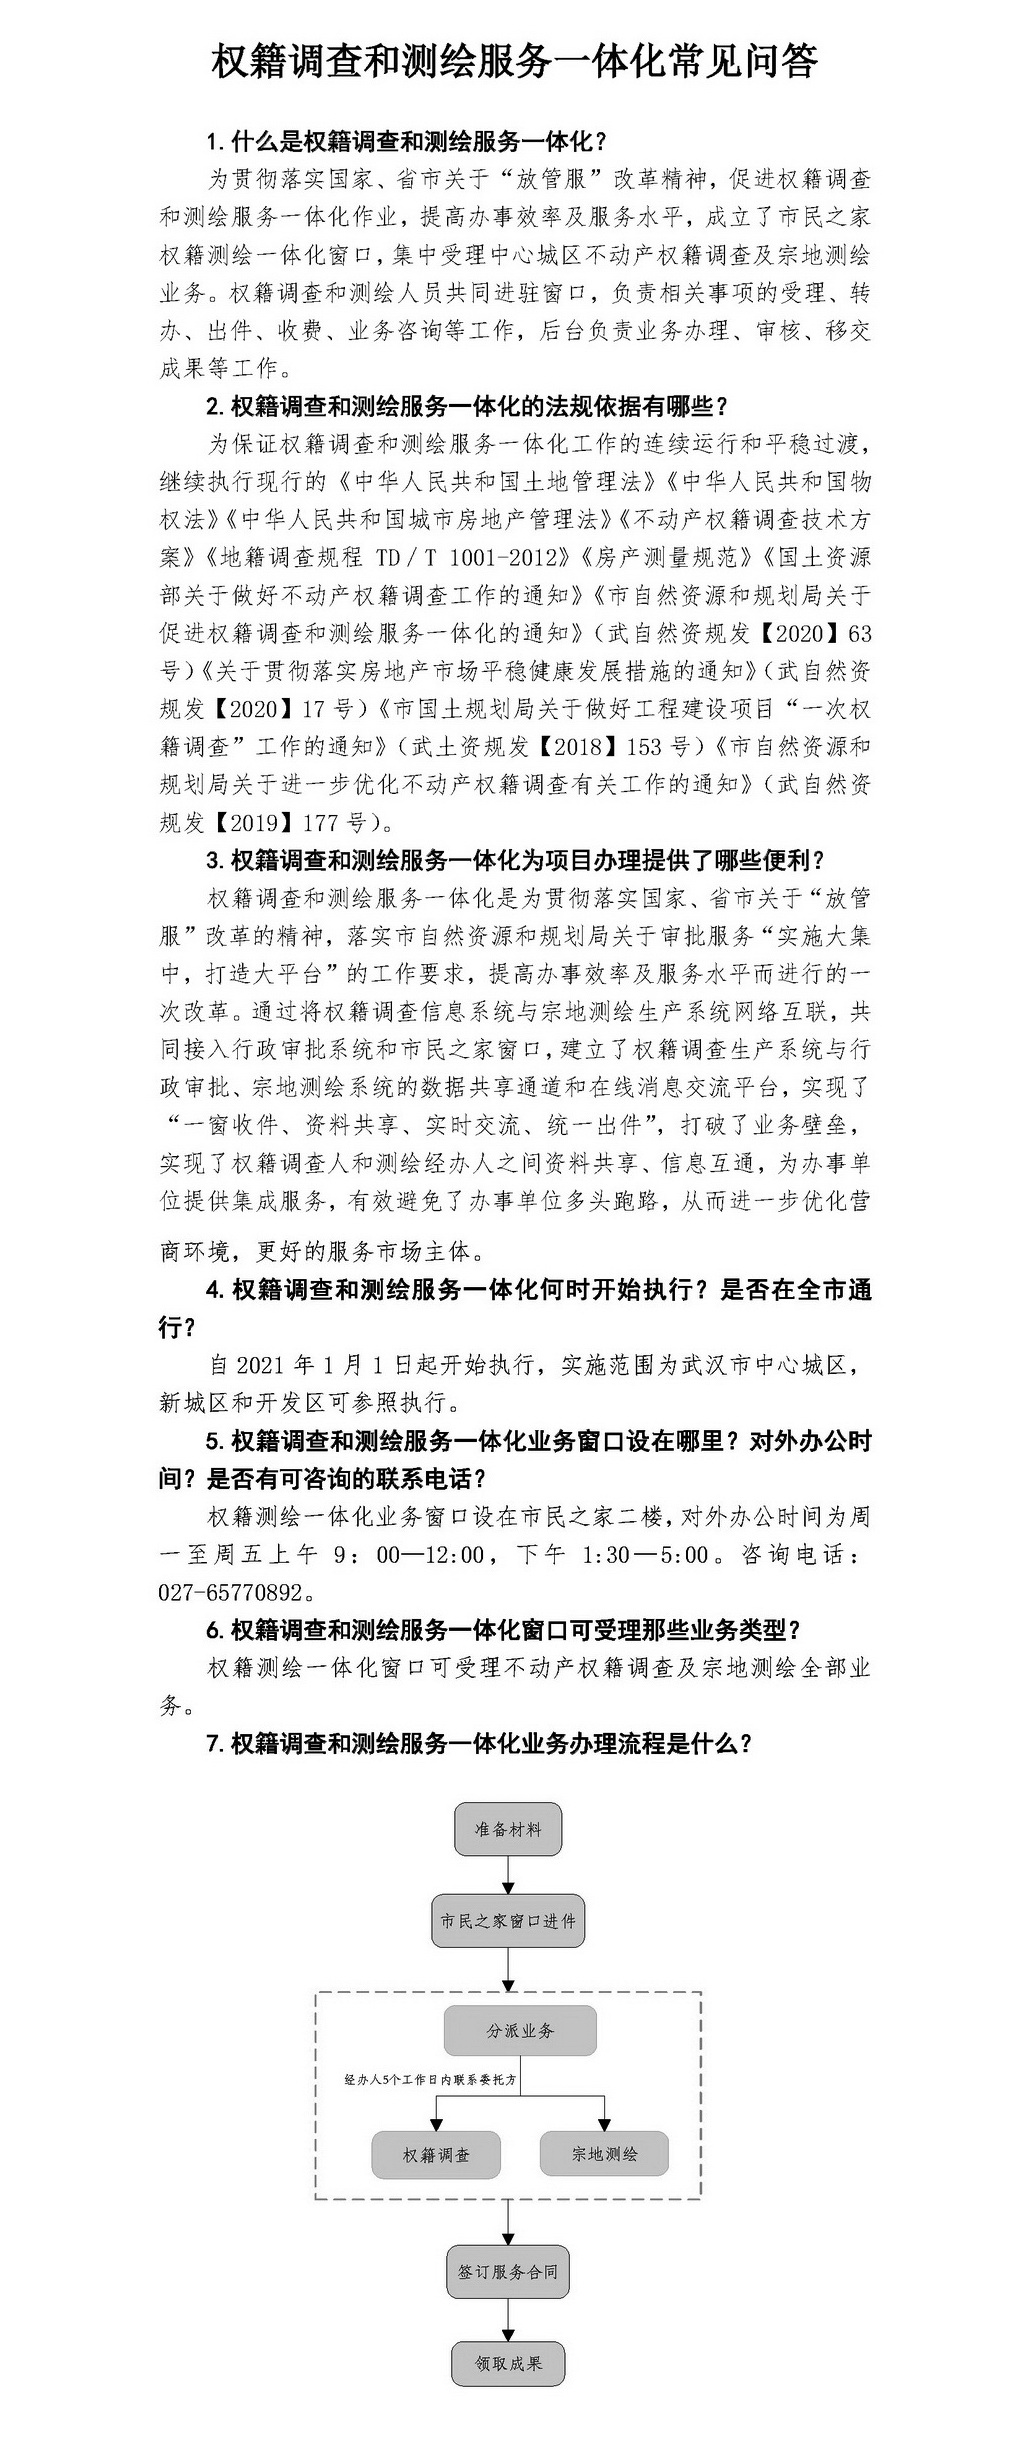 权籍调查和测绘服务一体化常见问答
1.什么是权籍调查和测绘服务一体化？
为贯彻落实国家、省市关于“放管服”改革精神，促进权籍调查
和测绘服务一体化作业，提高办事效率及服务水平，成立了市民之家
权籍测绘一体化窗口，集中受理中心城区不动产权籍调查及宗地测绘
业务。权籍调查和测绘人员共同进驻窗口，负责相关事项的受理、转
办、出件、收费、业务咨询等工作，后台负责业务办理、审核、移交
成果等工作。
2.权籍调查和测绘服务一体化的法规依据有哪些？
为保证权籍调查和测绘服务一体化工作的连续运行和平稳过渡，
继续执行现行的《中华人民共和国土地管理法》《中华人民共和国物
权法》《中华人民共和国城市房地产管理法》《不动产权籍调查技术方
案》《地籍调查规程 TD／T 1001-2012》《房产测量规范》《国土资源
部关于做好不动产权籍调查工作的通知》《市自然资源和规划局关于
促进权籍调查和测绘服务一体化的通知》（武自然资规发【2020】63
号）《关于贯彻落实房地产市场平稳健康发展措施的通知》（武自然资
规发【2020】17 号）《市国土规划局关于做好工程建设项目“一次权
籍调查”工作的通知》（武土资规发【2018】153 号）《市自然资源和
规划局关于进一步优化不动产权籍调查有关工作的通知》（武自然资
规发【2019】177 号）。
3.权籍调查和测绘服务一体化为项目办理提供了哪些便利？
权籍调查和测绘服务一体化是为贯彻落实国家、省市关于“放管
服”改革的精神，落实市自然资源和规划局关于审批服务“实施大集
中，打造大平台”的工作要求，提高办事效率及服务水平而进行的一
次改革。通过将权籍调查信息系统与宗地测绘生产系统网络互联，共
同接入行政审批系统和市民之家窗口，建立了权籍调查生产系统与行
政审批、宗地测绘系统的数据共享通道和在线消息交流平台，实现了
“一窗收件、资料共享、实时交流、统一出件”，打破了业务壁垒，
实现了权籍调查人和测绘经办人之间资料共享、信息互通，为办事单
位提供集成服务，有效避免了办事单位多头跑路，从而进一步优化营
商环境，更好的服务市场主体。
4.权籍调查和测绘服务一体化何时开始执行？是否在全市通
行？
自 2021 年 1 月 1 日起开始执行，实施范围为武汉市中心城区，
新城区和开发区可参照执行。
5.权籍调查和测绘服务一体化业务窗口设在哪里？对外办公时
间？是否有可咨询的联系电话？
权籍测绘一体化业务窗口设在市民之家二楼，对外办公时间为周
一至周五上午 9：00—12:00，下午 1:30—5:00。咨询电话：
027-65770892。
6.权籍调查和测绘服务一体化窗口可受理那些业务类型？
权籍测绘一体化窗口可受理不动产权籍调查及宗地测绘全部业
务。
7.权籍调查和测绘服务一体化业务办理流程是什么？
准备材料
市民之家窗口进件
分派业务
经办人5个工作日内联系委托方
权籍调查
宗地测绘
签订服务合同
领取成果